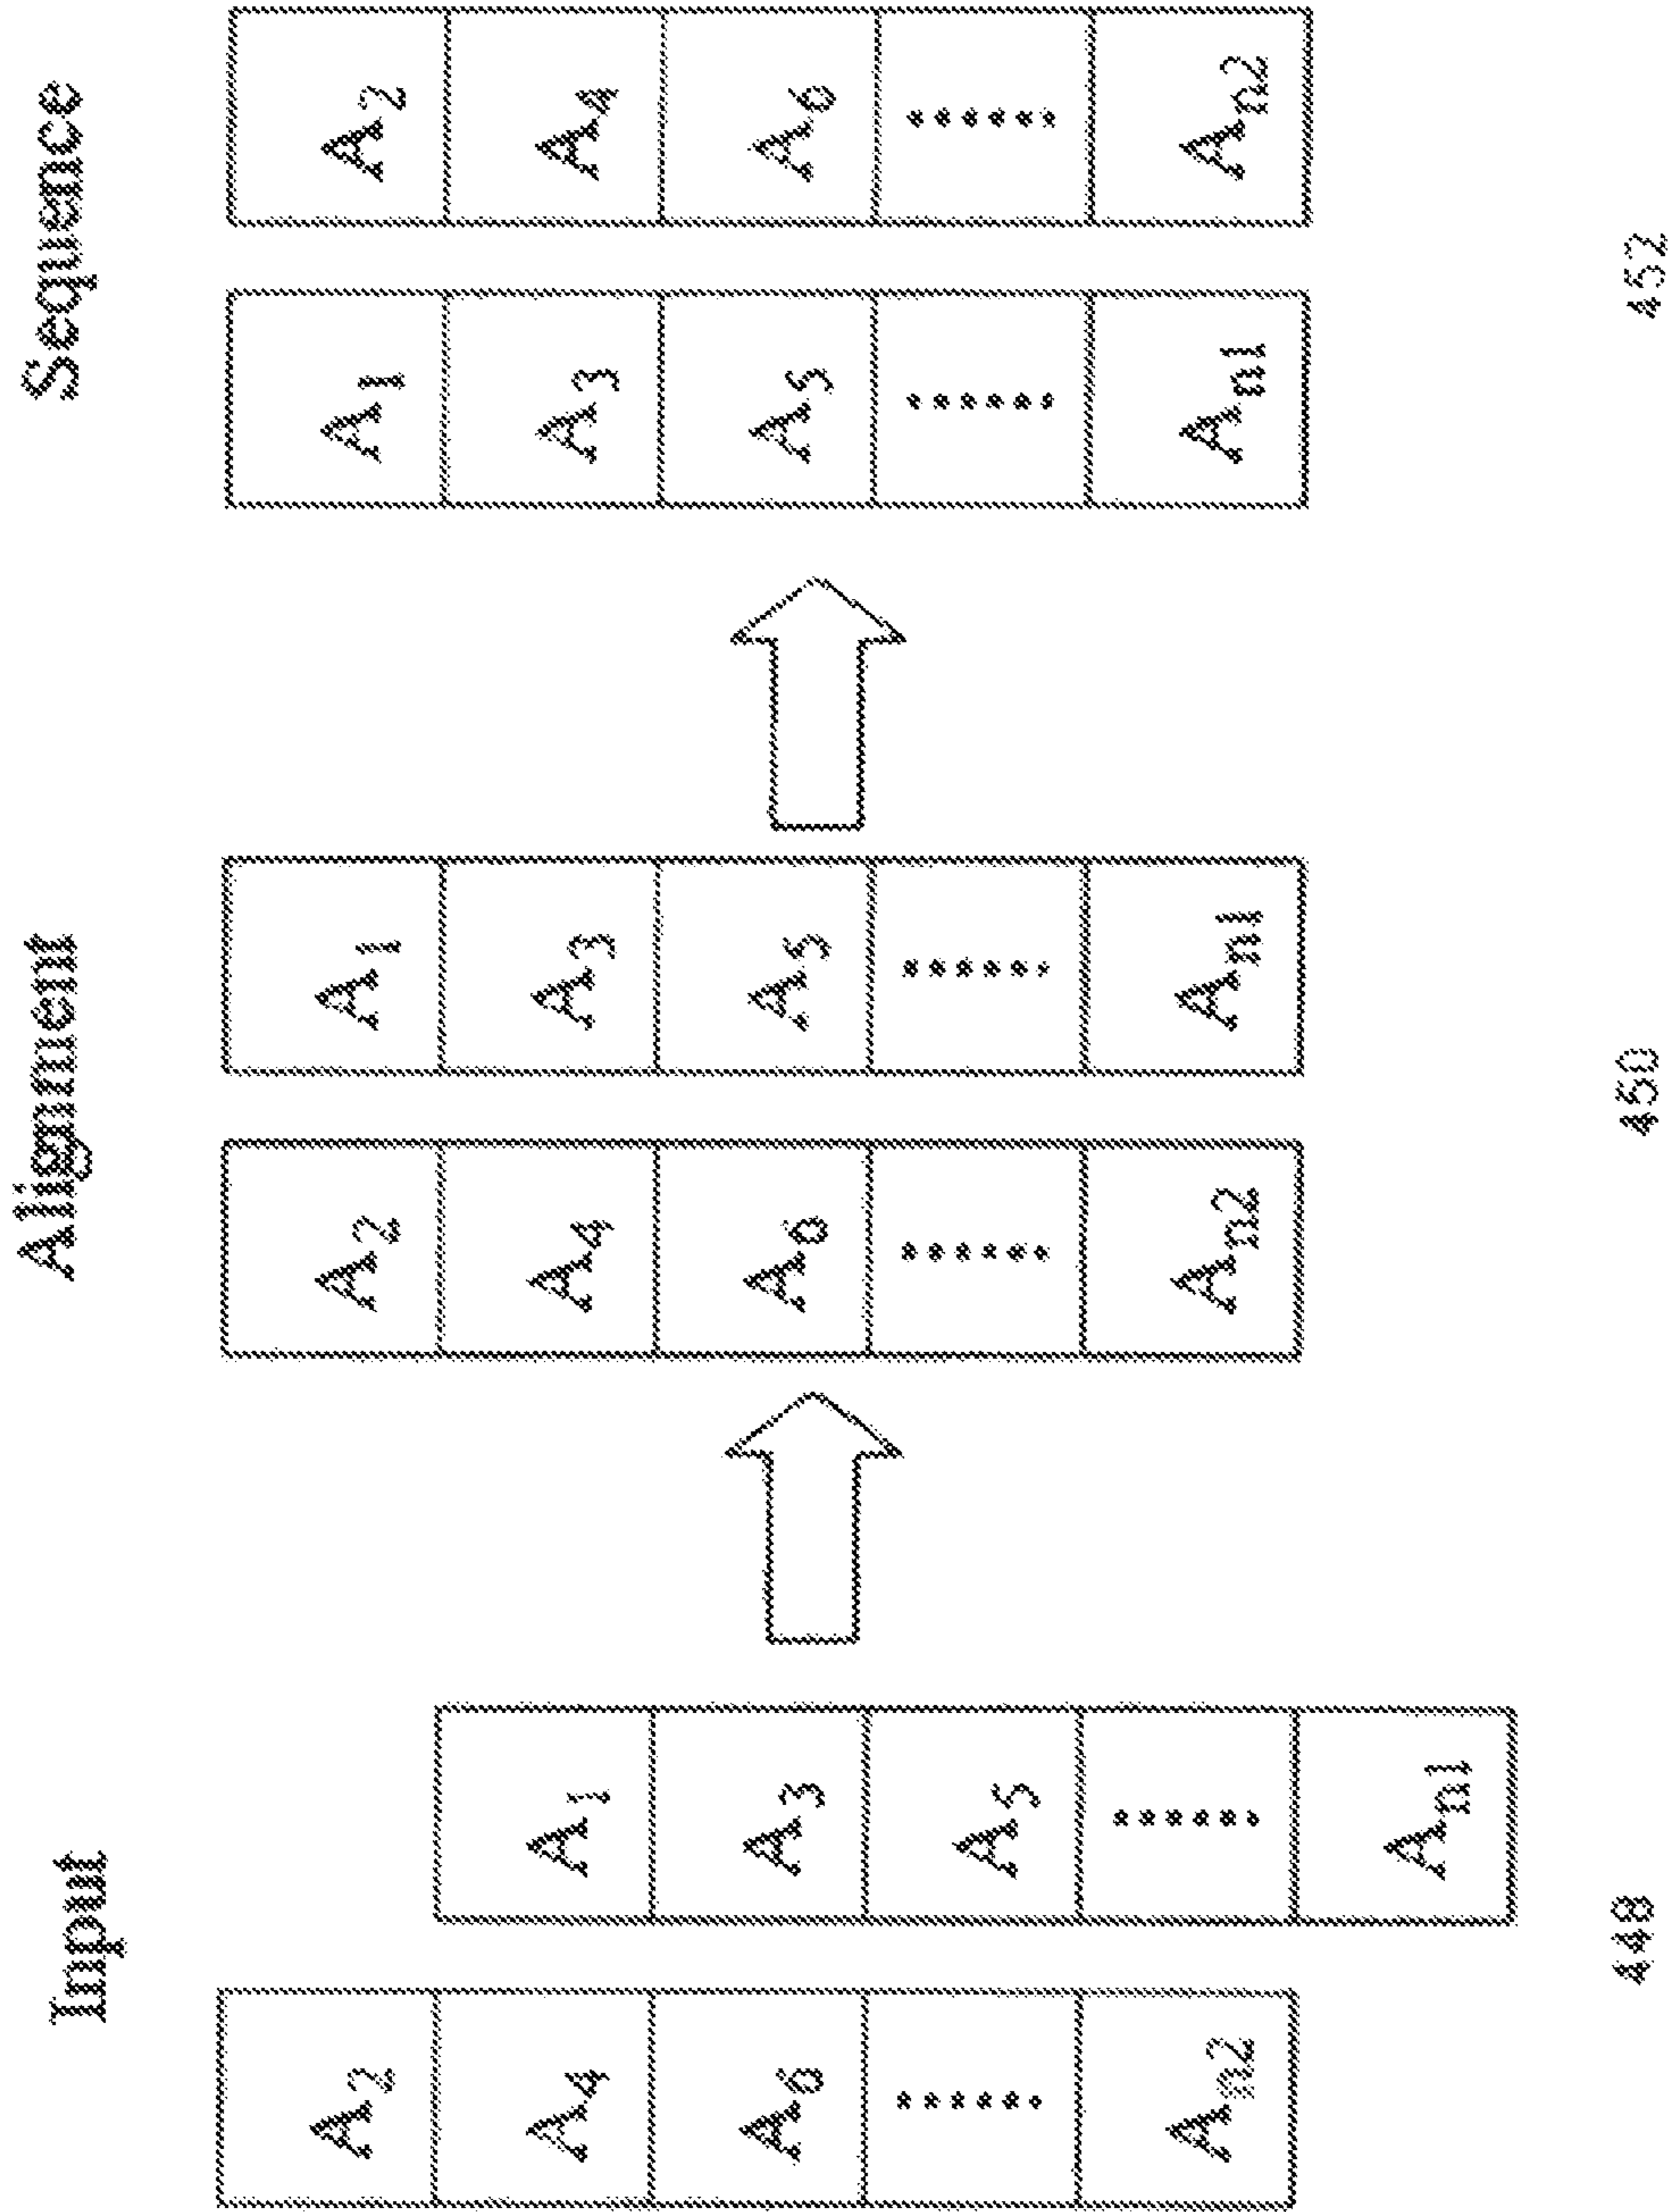 Input Alignment Sequence
A2 A2 A1 A1 A2
A4 A1 A4 A3 A3 A4
A6 A3 A6 A5 A5 A6
...... A5 ...... ...... ...... ......
An2 ...... An2 An1 An1 An2
An1
448 450 452